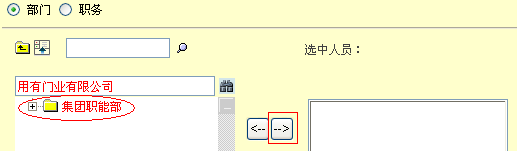 部门 职务
选中人员：
用有门业有限公司
集团职能部
...
<-- -->